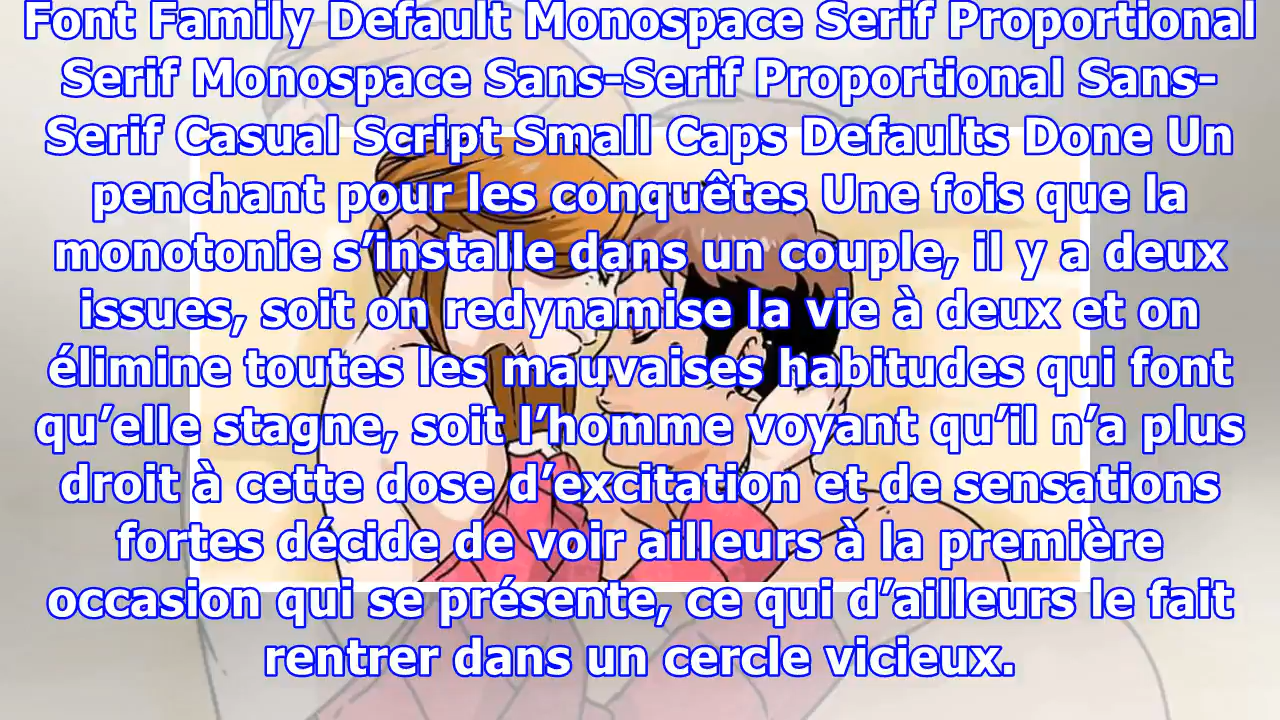 Font Family Default Monospace Serif Proportional
Serif Monospace Sans-Serif Proportional Sans-
Serif Casual Script Small Caps Defaults Done Un
penchant pour les conquêtes Une fois que la
monotonie s’installe dans un couple, il y a deux
issues, soit on redynamise la vie à deux et on
élimine toutes les mauvaises habitudes qui font
qu’elle stagne, soit l’homme voyant qu’il n’a plus
droit à cette dose d’excitation et de sensations
fortes décide de voir ailleurs à la première
occasion qui se présente, ce qui d’ailleurs le fait
rentrer dans un cercle vicieux.